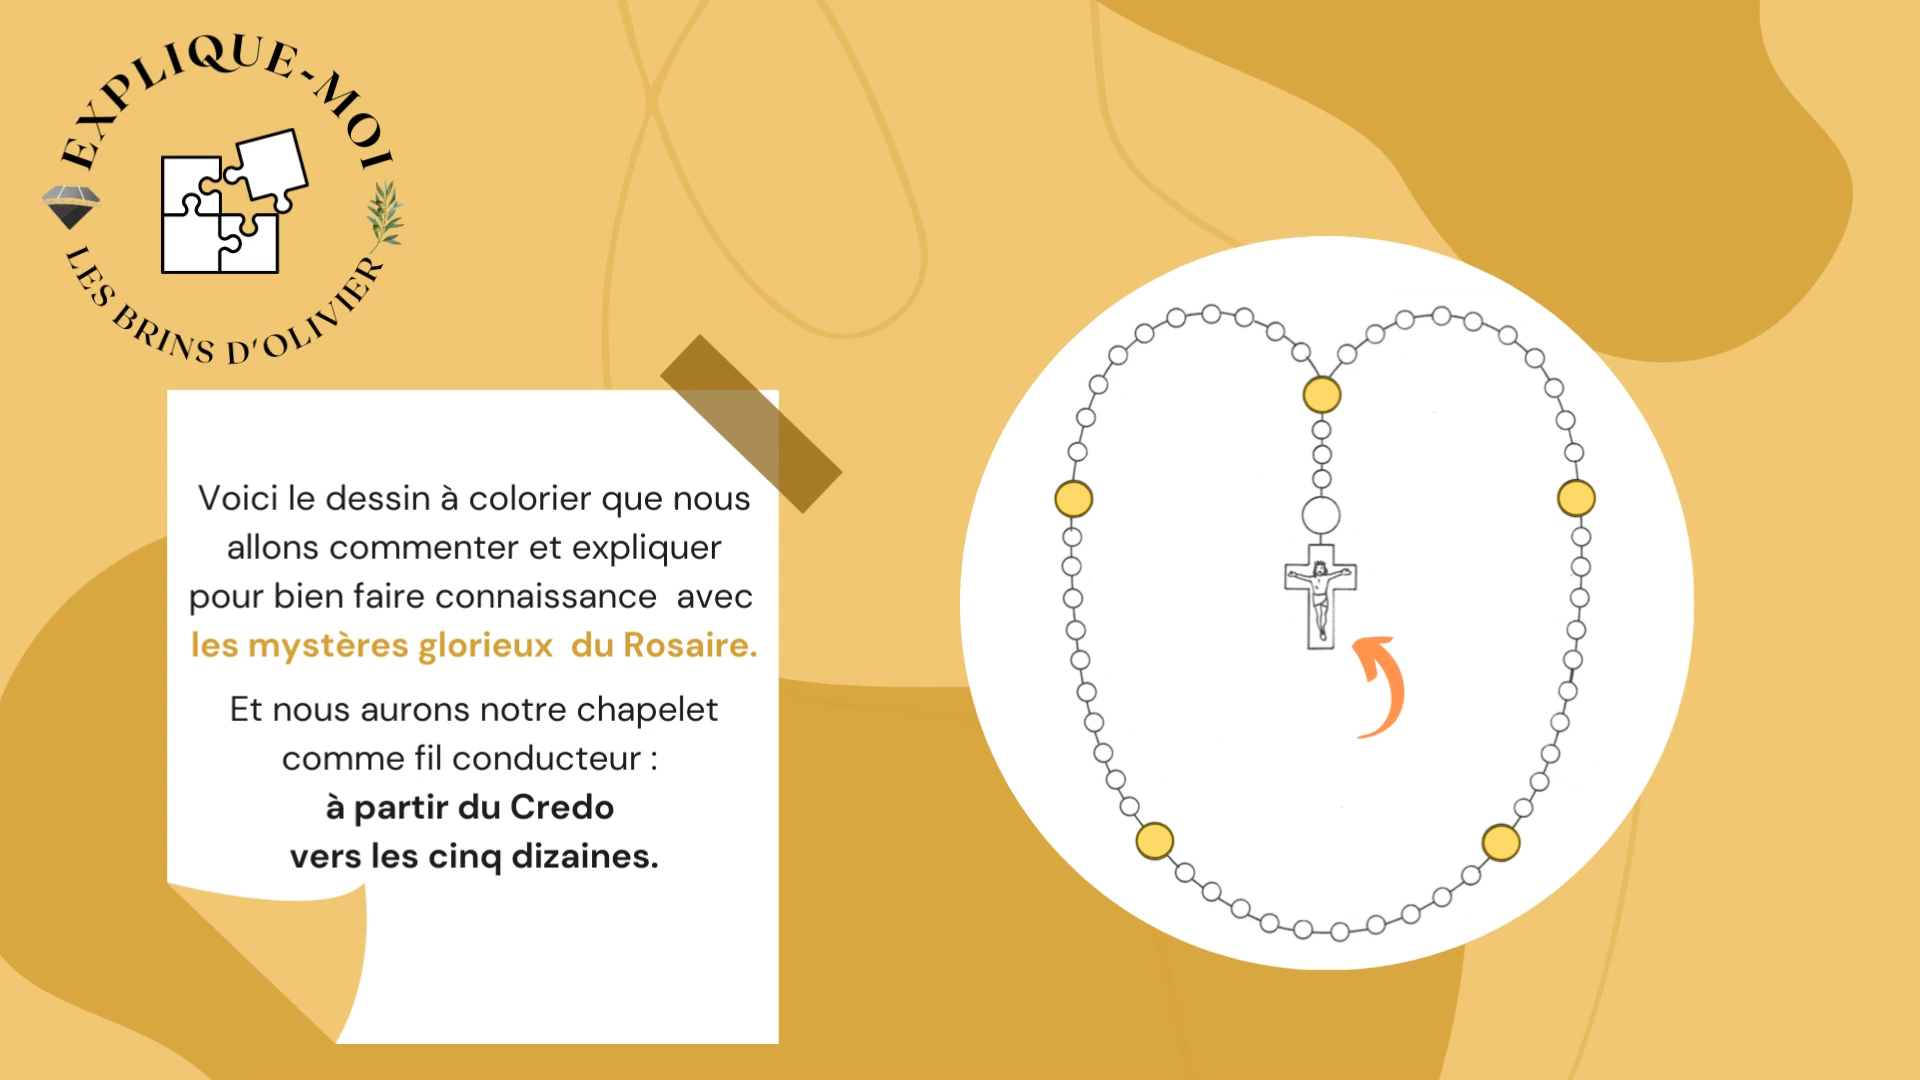 EXPLIQUE-MOI
LES BRINS D'OLIVIER
Voici le dessin à colorier que nous
allons commenter et expliquer
pour bien faire connaissance avec
les mystères glorieux du Rosaire.
Et nous aurons notre chapelet
comme fil conducteur :
à partir du Credo
vers les cinq dizaines.